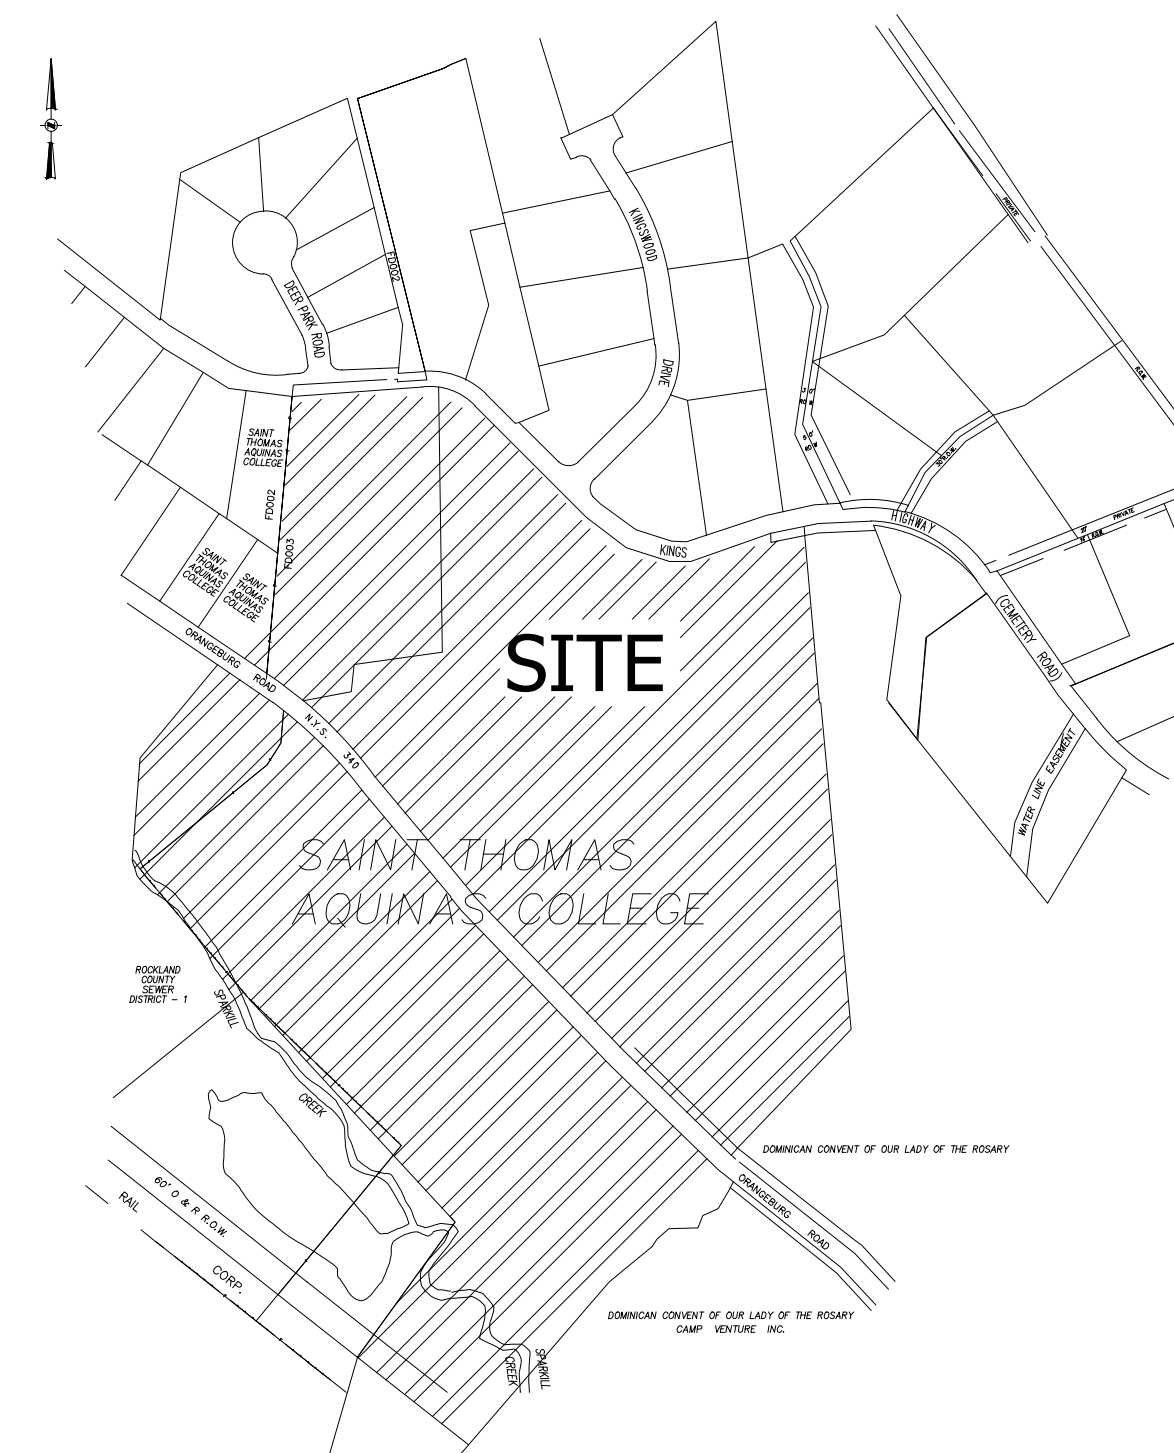 PRIVATE
KINGSWOOD
FD002
DEER PARK ROAD
DRIVE
R.O.W.
SAINT
THOMAS
AQUINAS
COLLEGE
FD002
50' R.O.W.
HIGHWAY
PRIVATE
KINGS
FD003
SAINT
THOMAS
AQUINAS
COLLEGE
SAINT
THOMAS
AQUINAS
COLLEGE
(CEMETERY ROAD)
ORANGEBURG ROAD
SITE
N.Y.S. 340
WATER LINE EASEMENT
SAINT THOMAS
AQUINAS COLLEGE
ROCKLAND
COUNTY
SEWER
DISTRICT - 1
SPARKILL
CREEK
DOMINICAN CONVENT OF OUR LADY OF THE ROSARY
60' O & R R.O.W.
RAIL
CORP.
ORANGEBURG ROAD
DOMINICAN CONVENT OF OUR LADY OF THE ROSARY
CAMP VENTURE INC.
SPARKILL
CREEK